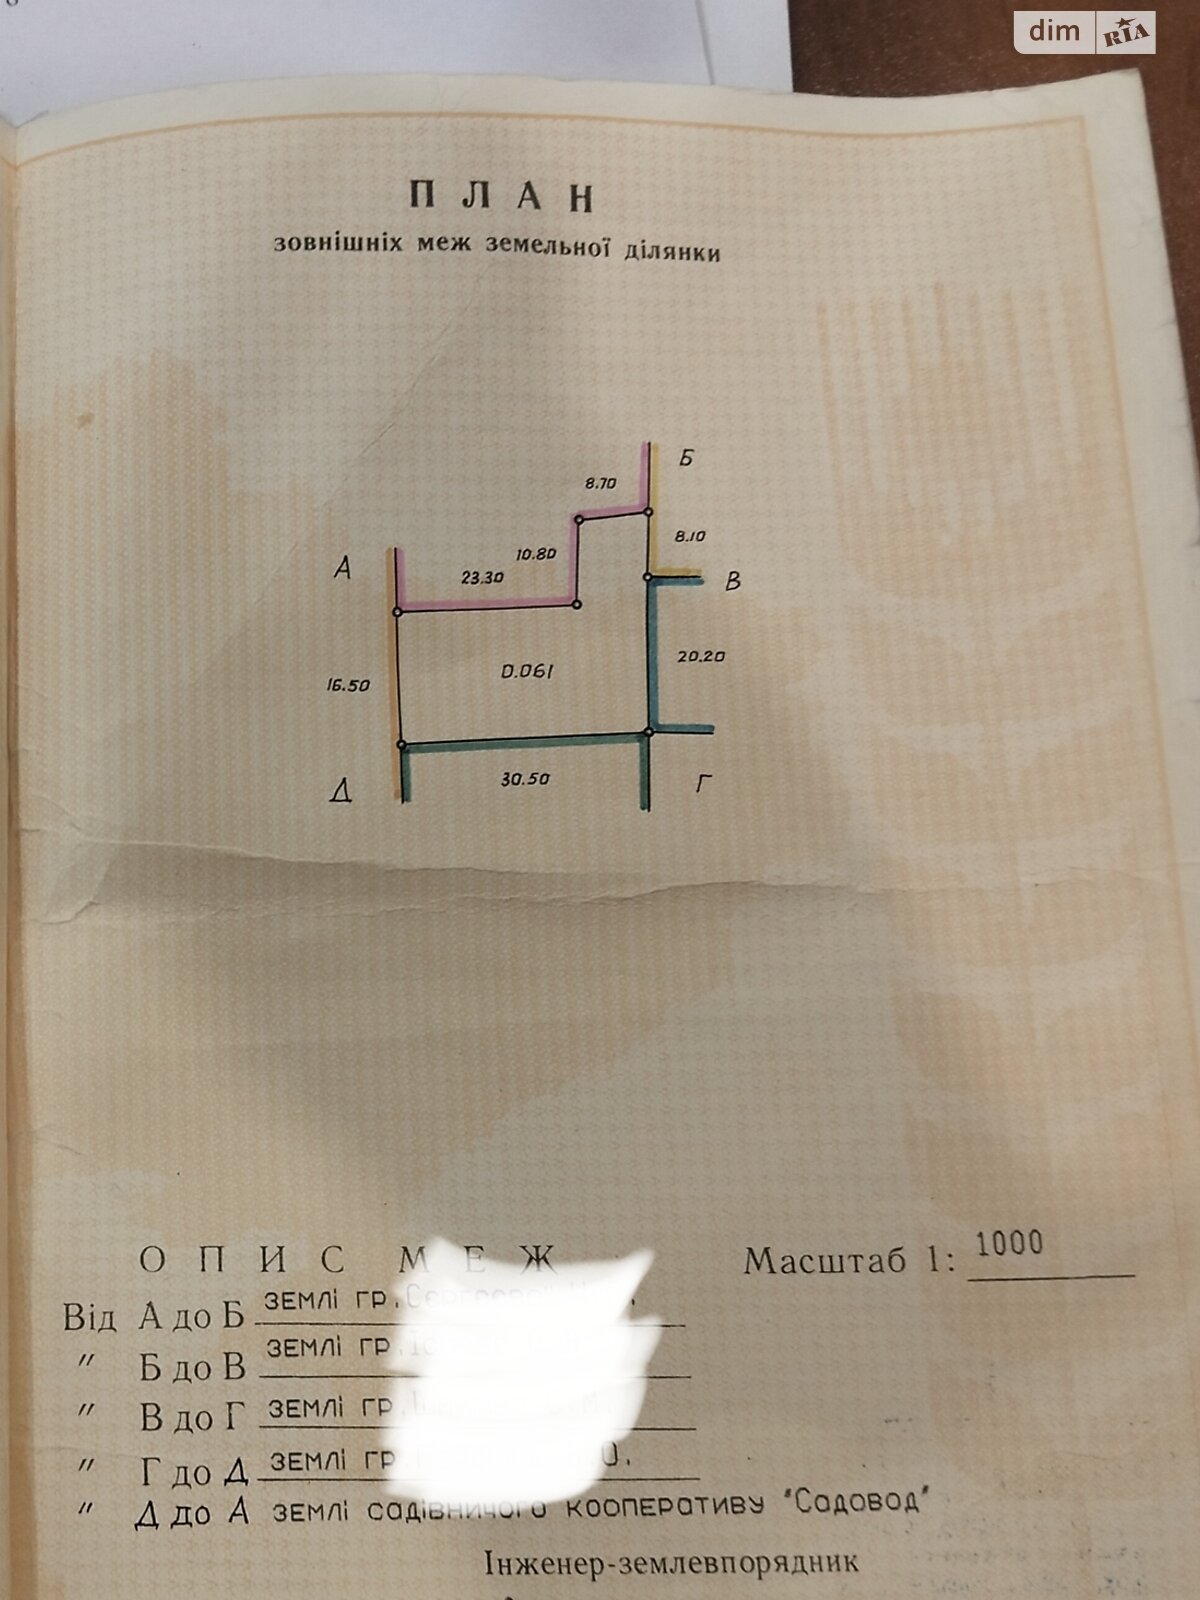 dim RIA
ПЛАН
зовнішніх меж земельної ділянки
Б
8.70
8.10
10.80
А
23.30
В
0.061
20.20
16.50
30.50
Д
Г
ОПИС МЕЖ
Масштаб 1: 1000
Від А до Б ЗЕМЛІ ГР.
" Б до В ЗЕМЛІ ГР.
" В до Г ЗЕМЛІ ГР.
" Г до Д ЗЕМЛІ ГР.
" Д до А ЗЕМЛІ САДІВНИЧОГО КООПЕРАТИВУ "САДОВОД"
Інженер-землевпорядник